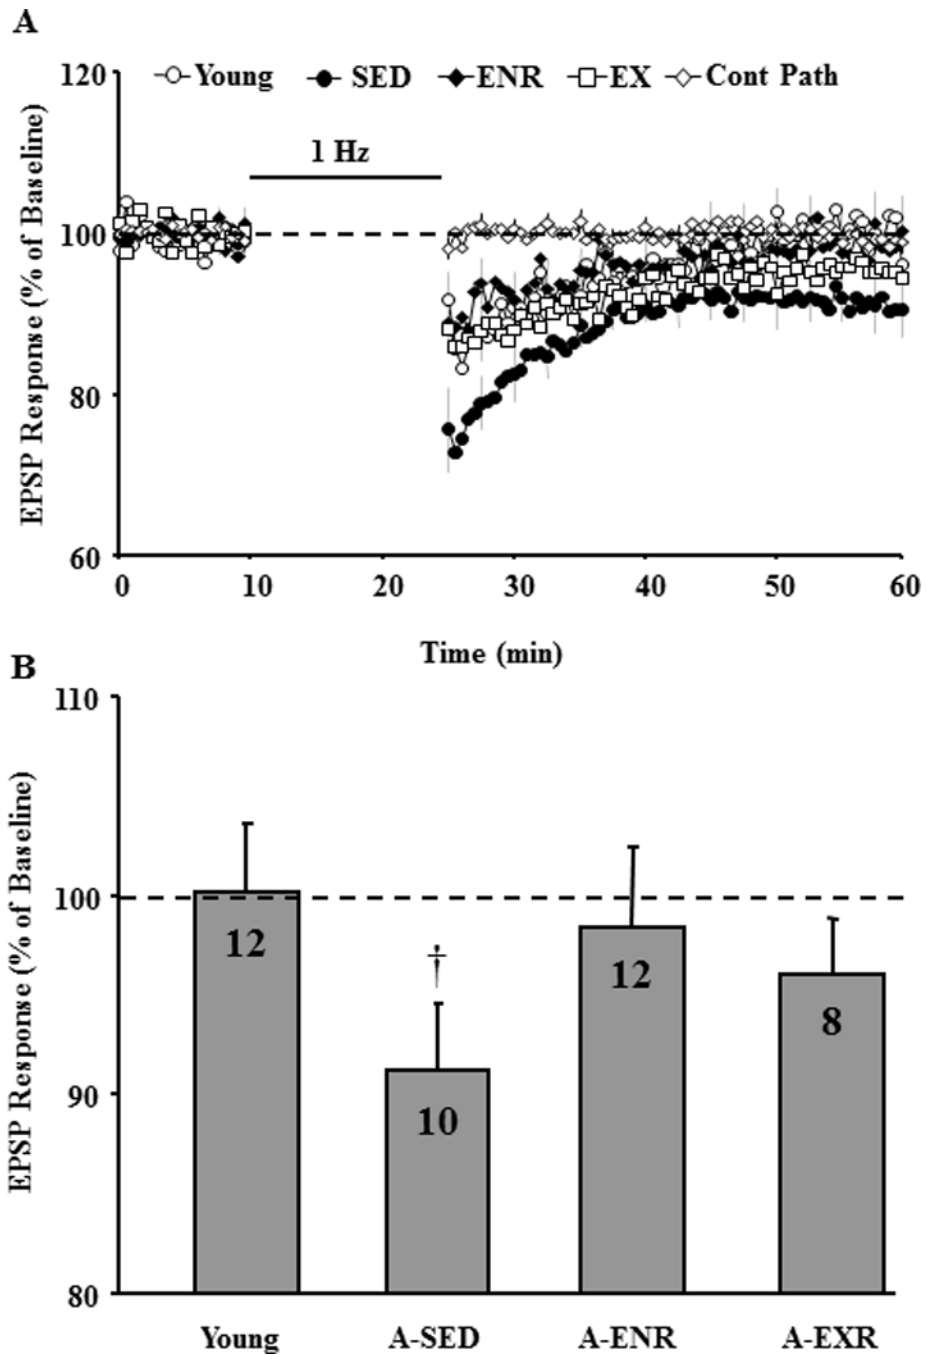 A
120 Young SED ENR EX Cont Path
1 Hz
100
80
60
0 10 20 30 40 50 60
EPSP Response (% of Baseline)
Time (min)
B
110
100
90
80
EPSP Response (% of Baseline)
12
†
10
12
8
Young A-SED A-ENR A-EXR